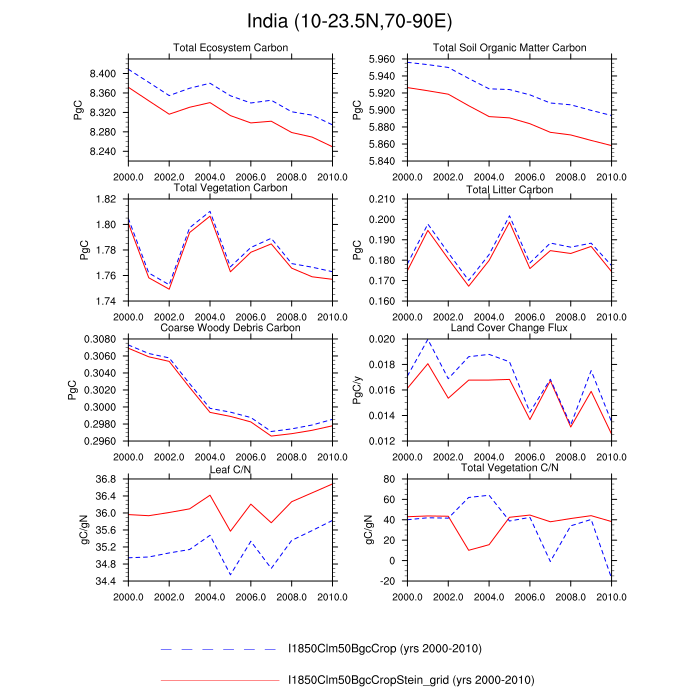 India (10-23.5N,70-90E)
Total Ecosystem Carbon
PgC
8.400
8.360
8.320
8.280
8.240
2000.0 2002.0 2004.0 2006.0 2008.0 2010.0
Total Soil Organic Matter Carbon
PgC
5.960
5.940
5.920
5.900
5.880
5.860
5.840
2000.0 2002.0 2004.0 2006.0 2008.0 2010.0
Total Vegetation Carbon
PgC
1.82
1.80
1.78
1.76
1.74
2000.0 2002.0 2004.0 2006.0 2008.0 2010.0
Total Litter Carbon
PgC
0.210
0.200
0.190
0.180
0.170
0.160
2000.0 2002.0 2004.0 2006.0 2008.0 2010.0
Coarse Woody Debris Carbon
PgC
0.3080
0.3060
0.3040
0.3020
0.3000
0.2980
0.2960
2000.0 2002.0 2004.0 2006.0 2008.0 2010.0
Land Cover Change Flux
PgC/y
0.020
0.018
0.016
0.014
0.012
2000.0 2002.0 2004.0 2006.0 2008.0 2010.0
Leaf C/N
gC/gN
36.8
36.4
36.0
35.6
35.2
34.8
34.4
2000.0 2002.0 2004.0 2006.0 2008.0 2010.0
Total Vegetation C/N
gC/gN
80
60
40
20
0
-20
2000.0 2002.0 2004.0 2006.0 2008.0 2010.0
I1850Clm50BgcCrop (yrs 2000-2010)
I1850Clm50BgcCropStein_grid (yrs 2000-2010)